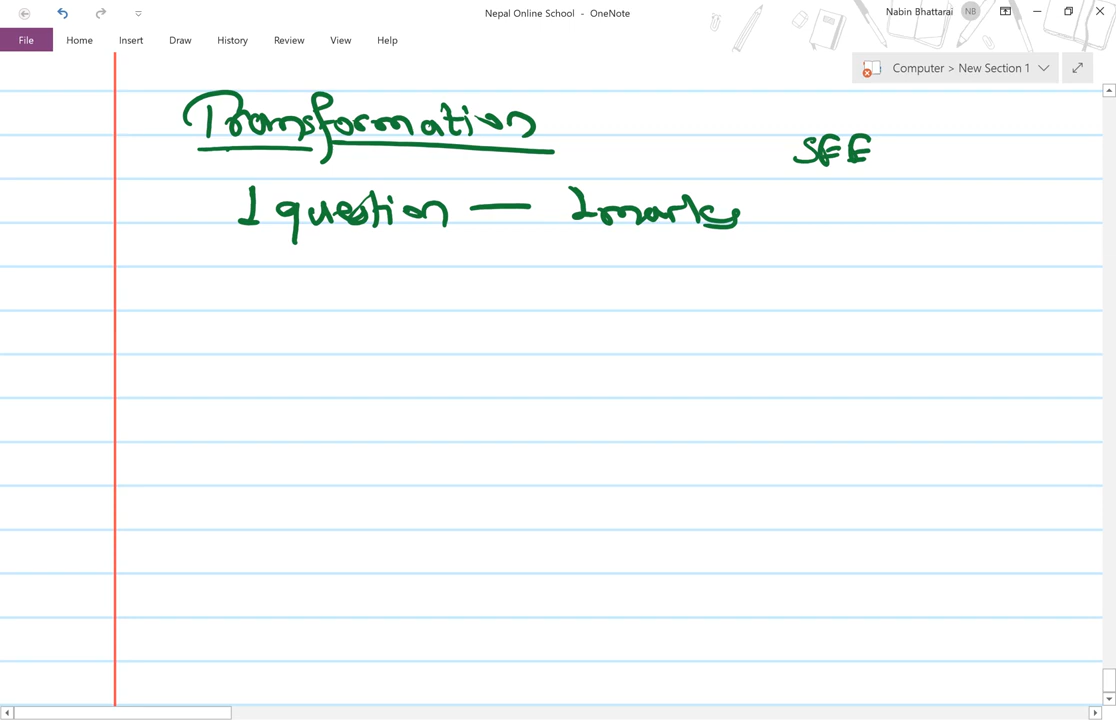 Nepal Online School - OneNote
Nabin Bhattarai NB
File Home Insert Draw History Review View Help
Computer > New Section 1
Transformation
SEE
1 question — 1 marks